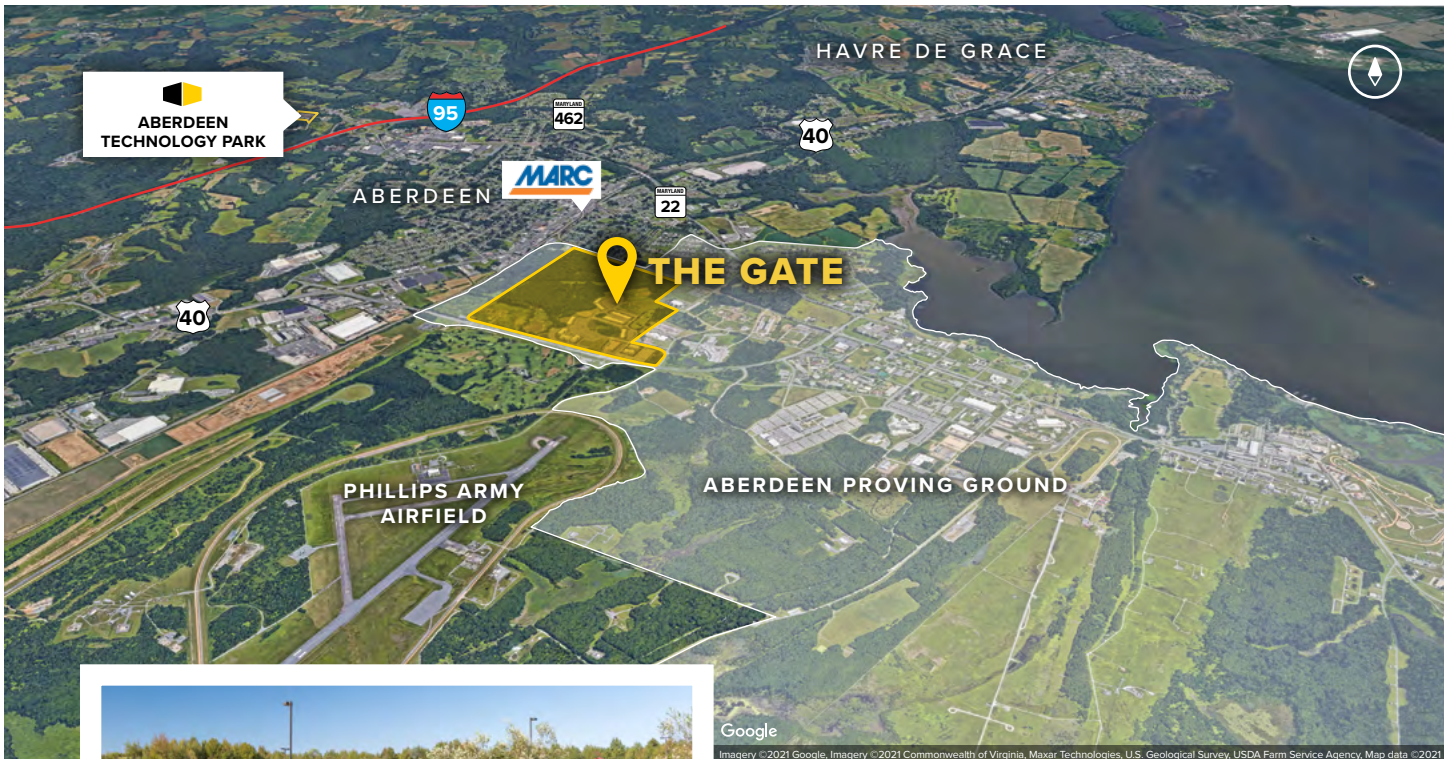 HAVRE DE GRACE
ABERDEEN
TECHNOLOGY PARK
95
MARYLAND
462
40
ABERDEEN
MARC
MARYLAND
22
THE GATE
40
PHILLIPS ARMY
AIRFIELD
ABERDEEN PROVING GROUND
Google
Imagery ©2021 Google, Imagery ©2021 Commonwealth of Virginia, Maxar Technologies, U.S. Geological Survey, USDA Farm Service Agency, Map data ©2021